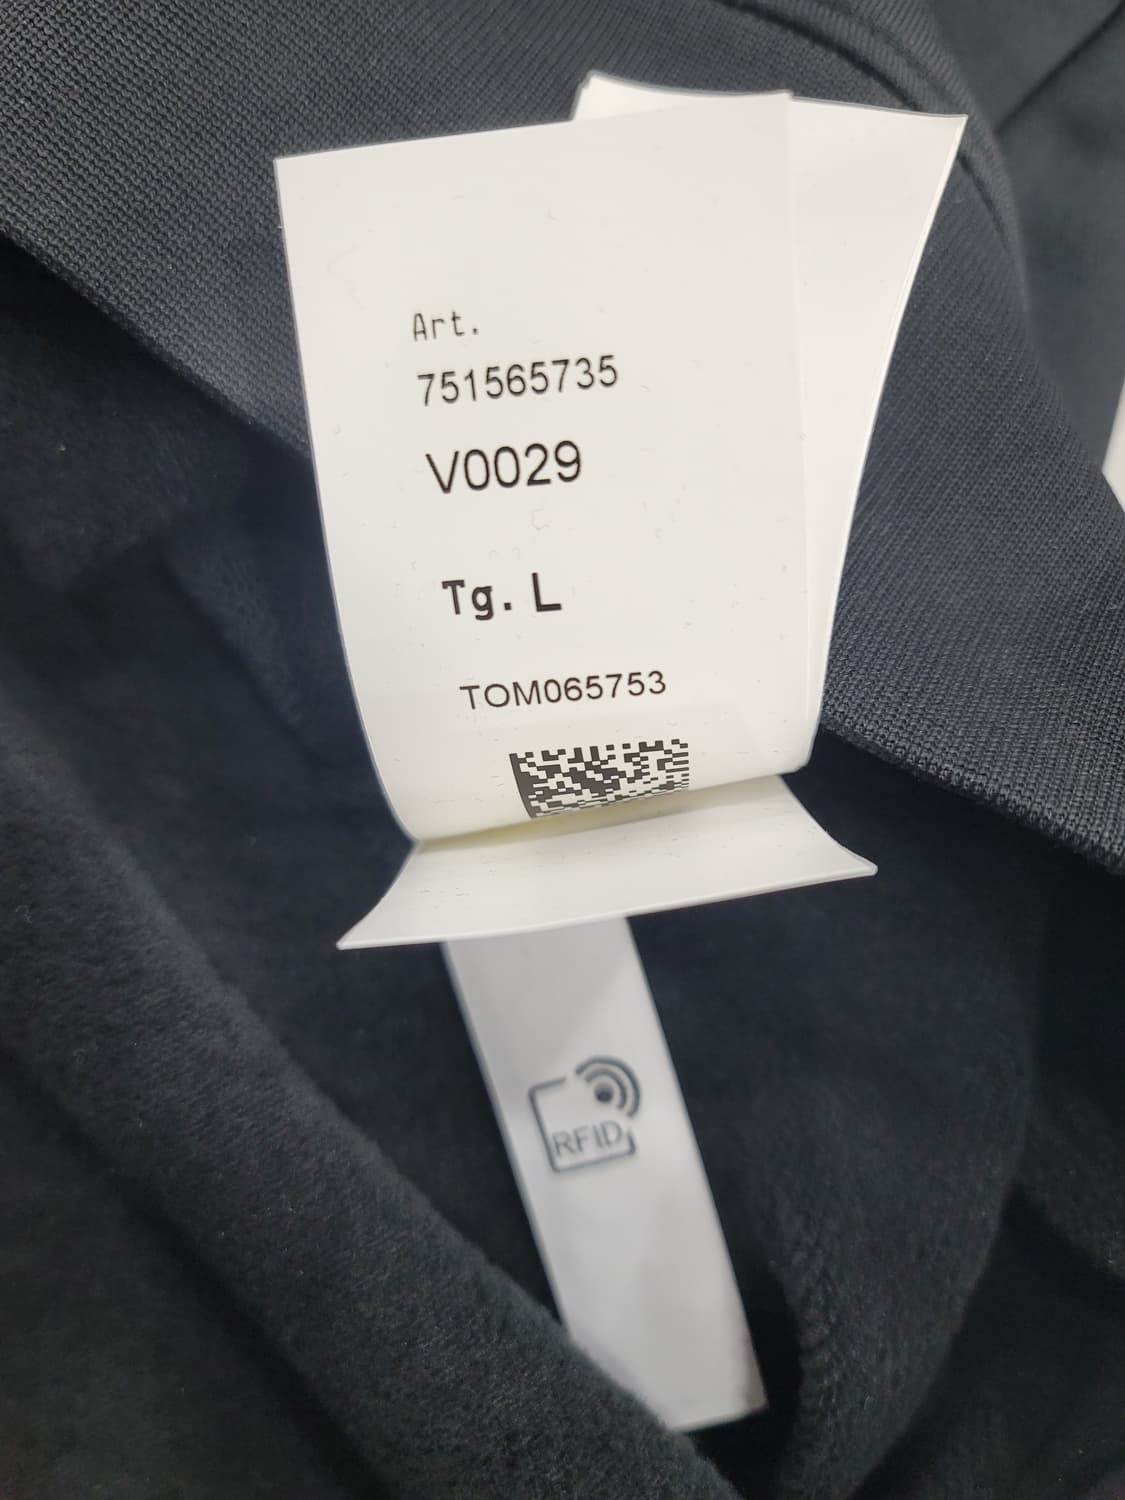 Art.
751565735
V0029
Tg. L
TOM065753
RFID